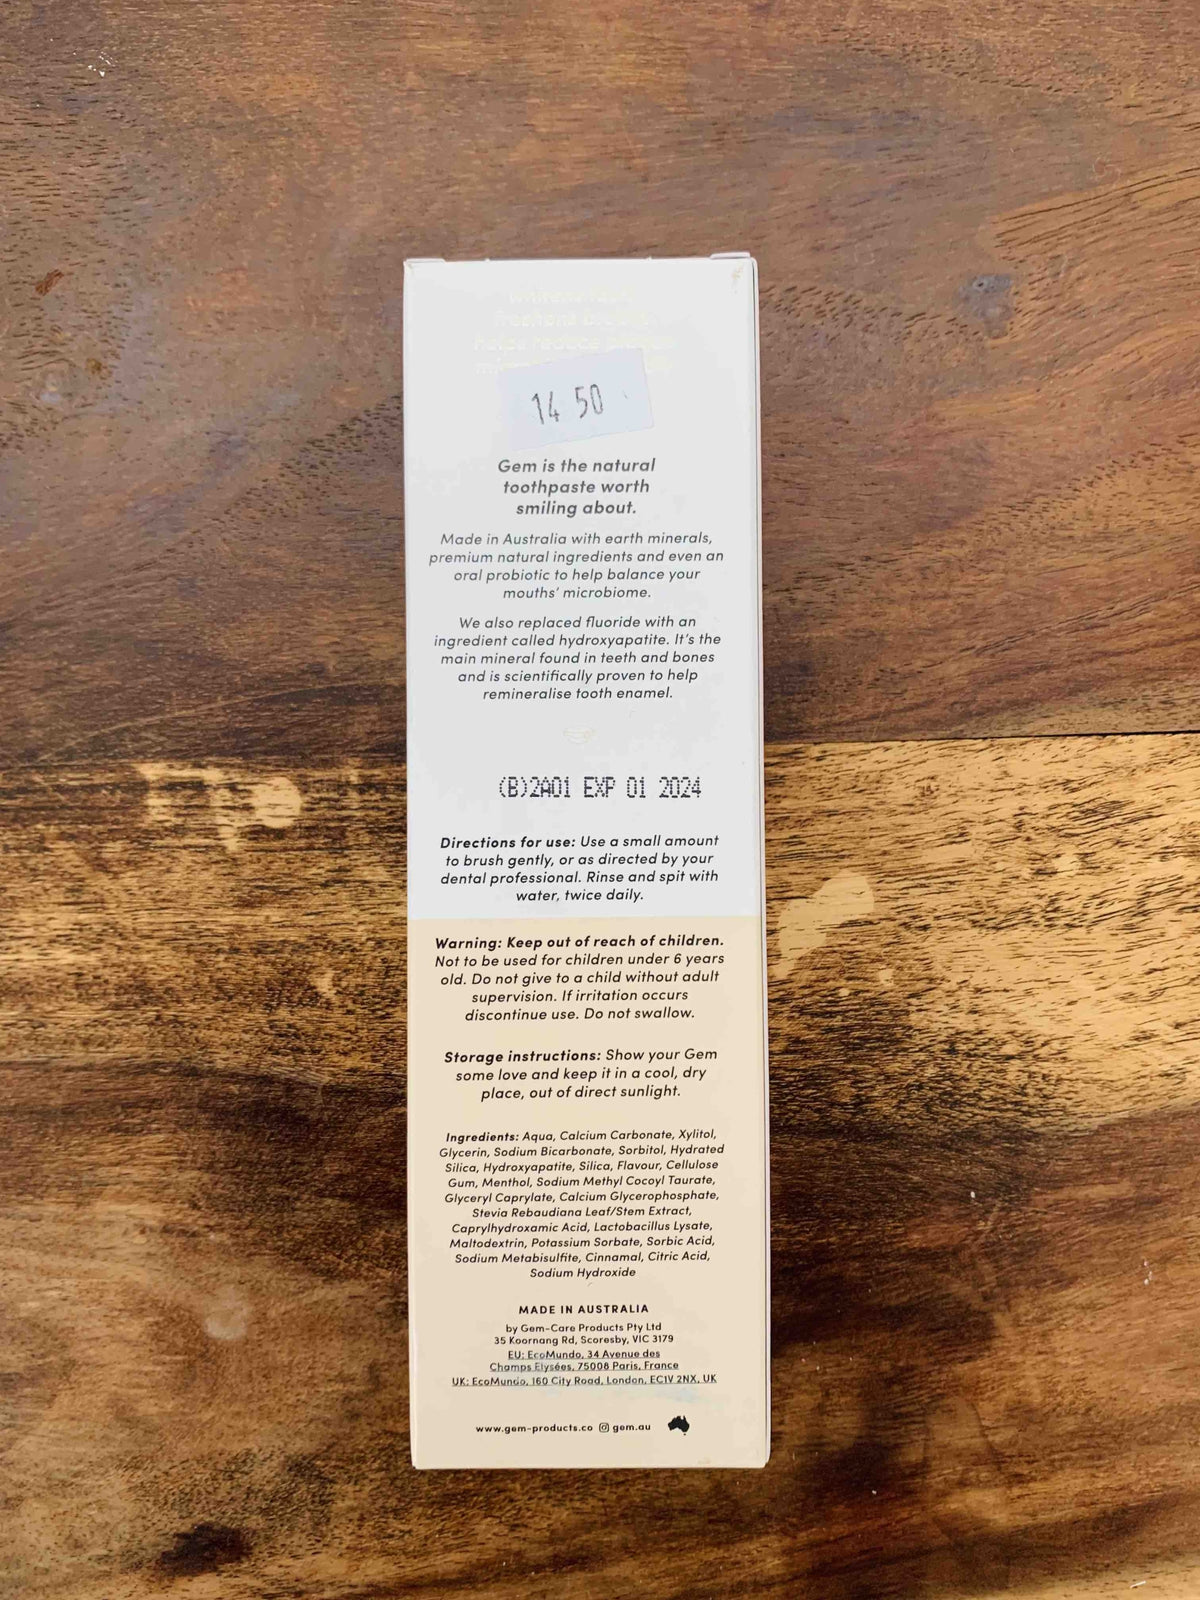 freshens
helps reduce
14 50
Gem is the natural
toothpaste worth
smiling about.
Made in Australia with earth minerals,
premium natural ingredients and even an
oral probiotic to help balance your
mouths' microbiome.
We also replaced fluoride with an
ingredient called hydroxyapatite. It's the
main mineral found in teeth and bones
and is scientifically proven to help
remineralise tooth enamel.
(B)2A01 EXP 01 2024
Directions for use: Use a small amount
to brush gently, or as directed by your
dental professional. Rinse and spit with
water, twice daily.
Warning: Keep out of reach of children.
Not to be used for children under 6 years
old. Do not give to a child without adult
supervision. If irritation occurs
discontinue use. Do not swallow.
Storage instructions: Show your Gem
some love and keep it in a cool, dry
place, out of direct sunlight.
Ingredients: Aqua, Calcium Carbonate, Xylitol,
Glycerin, Sodium Bicarbonate, Sorbitol, Hydrated
Silica, Hydroxyapatite, Silica, Flavour, Cellulose
Gum, Menthol, Sodium Methyl Cocoyl Taurate,
Glyceryl Caprylate, Calcium Glycerophosphate,
Stevia Rebaudiana Leaf/Stem Extract,
Caprylhydroxamic Acid, Lactobacillus Lysate,
Maltodextrin, Potassium Sorbate, Sorbic Acid,
Sodium Metabisulfite, Cinnamal, Citric Acid,
Sodium Hydroxide
MADE IN AUSTRALIA
by Gem-Care Products Pty Ltd
35 Koornang Rd, Scoresby, VIC 3179
EU: EcoMundo, 34 Avenue des
Champs Elysées, 75008 Paris, France
UK: EcoMundo, 160 City Road, London, EC1V 2NX, UK
www.gem-products.co gem.au